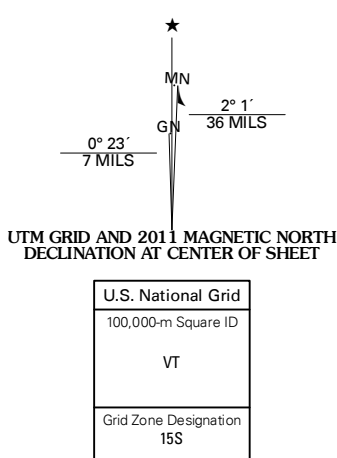 MN
2° 1´
36 MILS
GN
0° 23´
7 MILS
UTM GRID AND 2011 MAGNETIC NORTH
DECLINATION AT CENTER OF SHEET
U.S. National Grid
100,000-m Square ID
VT
Grid Zone Designation
15S